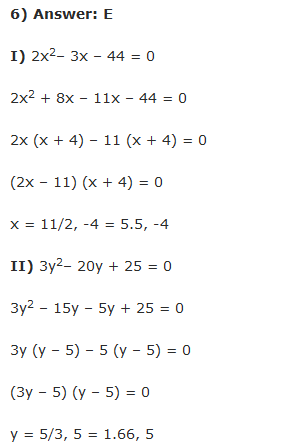 6) Answer: E
I) 2x²– 3x – 44 = 0
2x² + 8x – 11x – 44 = 0
2x (x + 4) – 11 (x + 4) = 0
(2x – 11) (x + 4) = 0
x = 11/2, -4 = 5.5, -4
II) 3y²– 20y + 25 = 0
3y² – 15y – 5y + 25 = 0
3y (y – 5) – 5 (y – 5) = 0
(3y – 5) (y – 5) = 0
y = 5/3, 5 = 1.66, 5